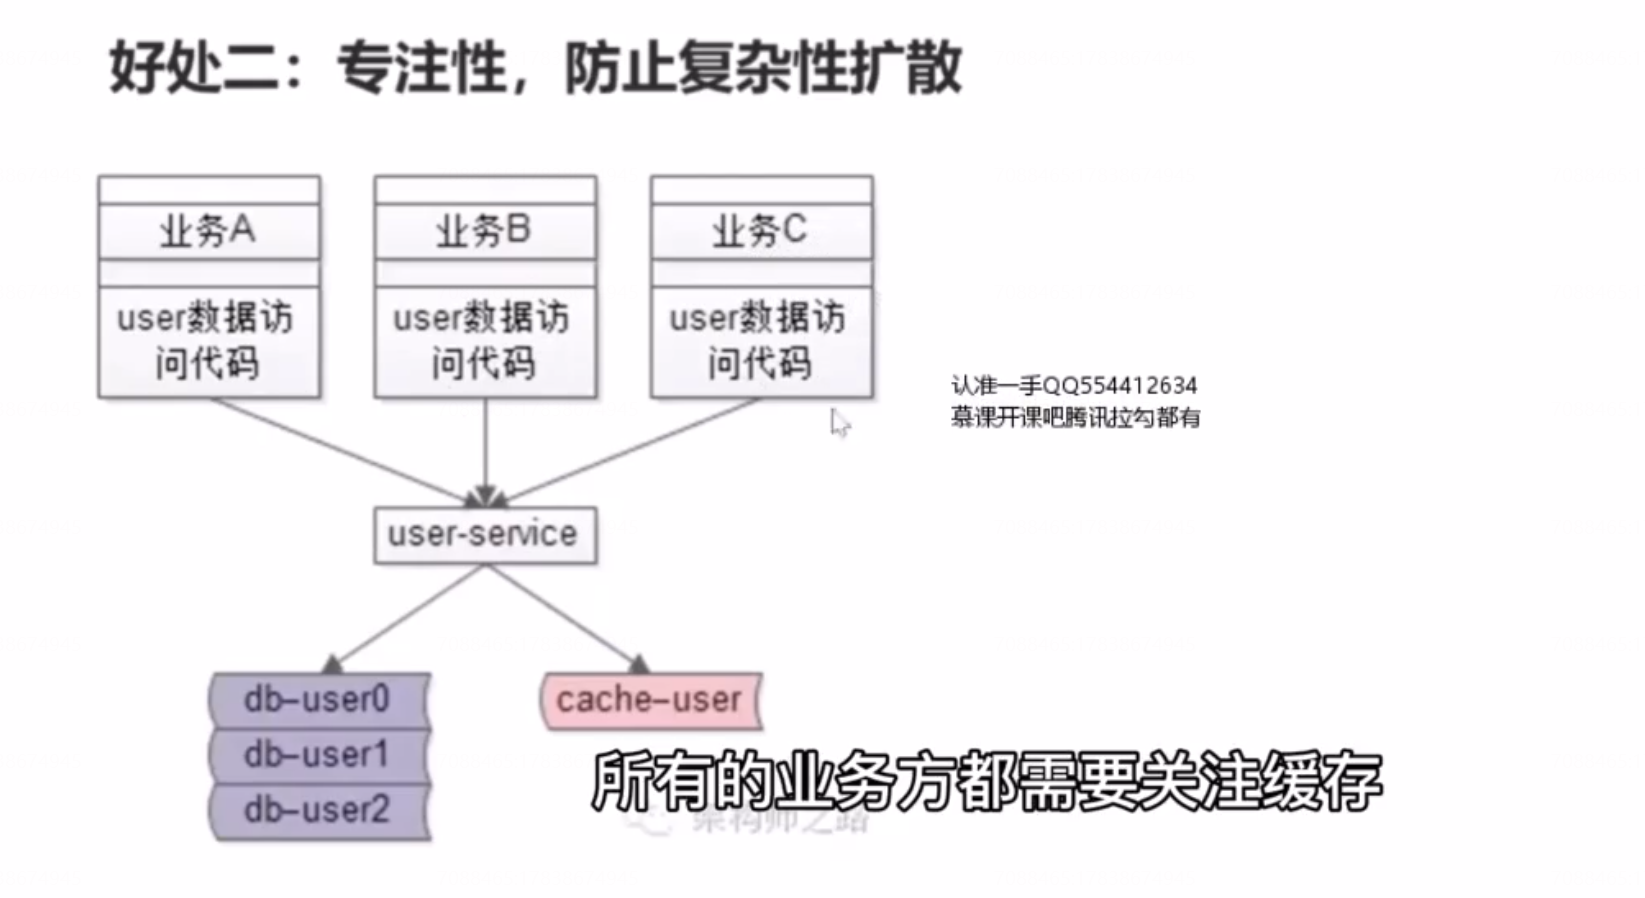 好处二：专注性，防止复杂性扩散
业务A
业务B
业务C
user数据访
问代码
user数据访
问代码
user数据访
问代码
认准一手QQ554412634
慕课开课吧腾讯拉勾都有
user-service
db-user0
db-user1
db-user2
cache-user
所有的业务方都需要关注缓存
架构师之路